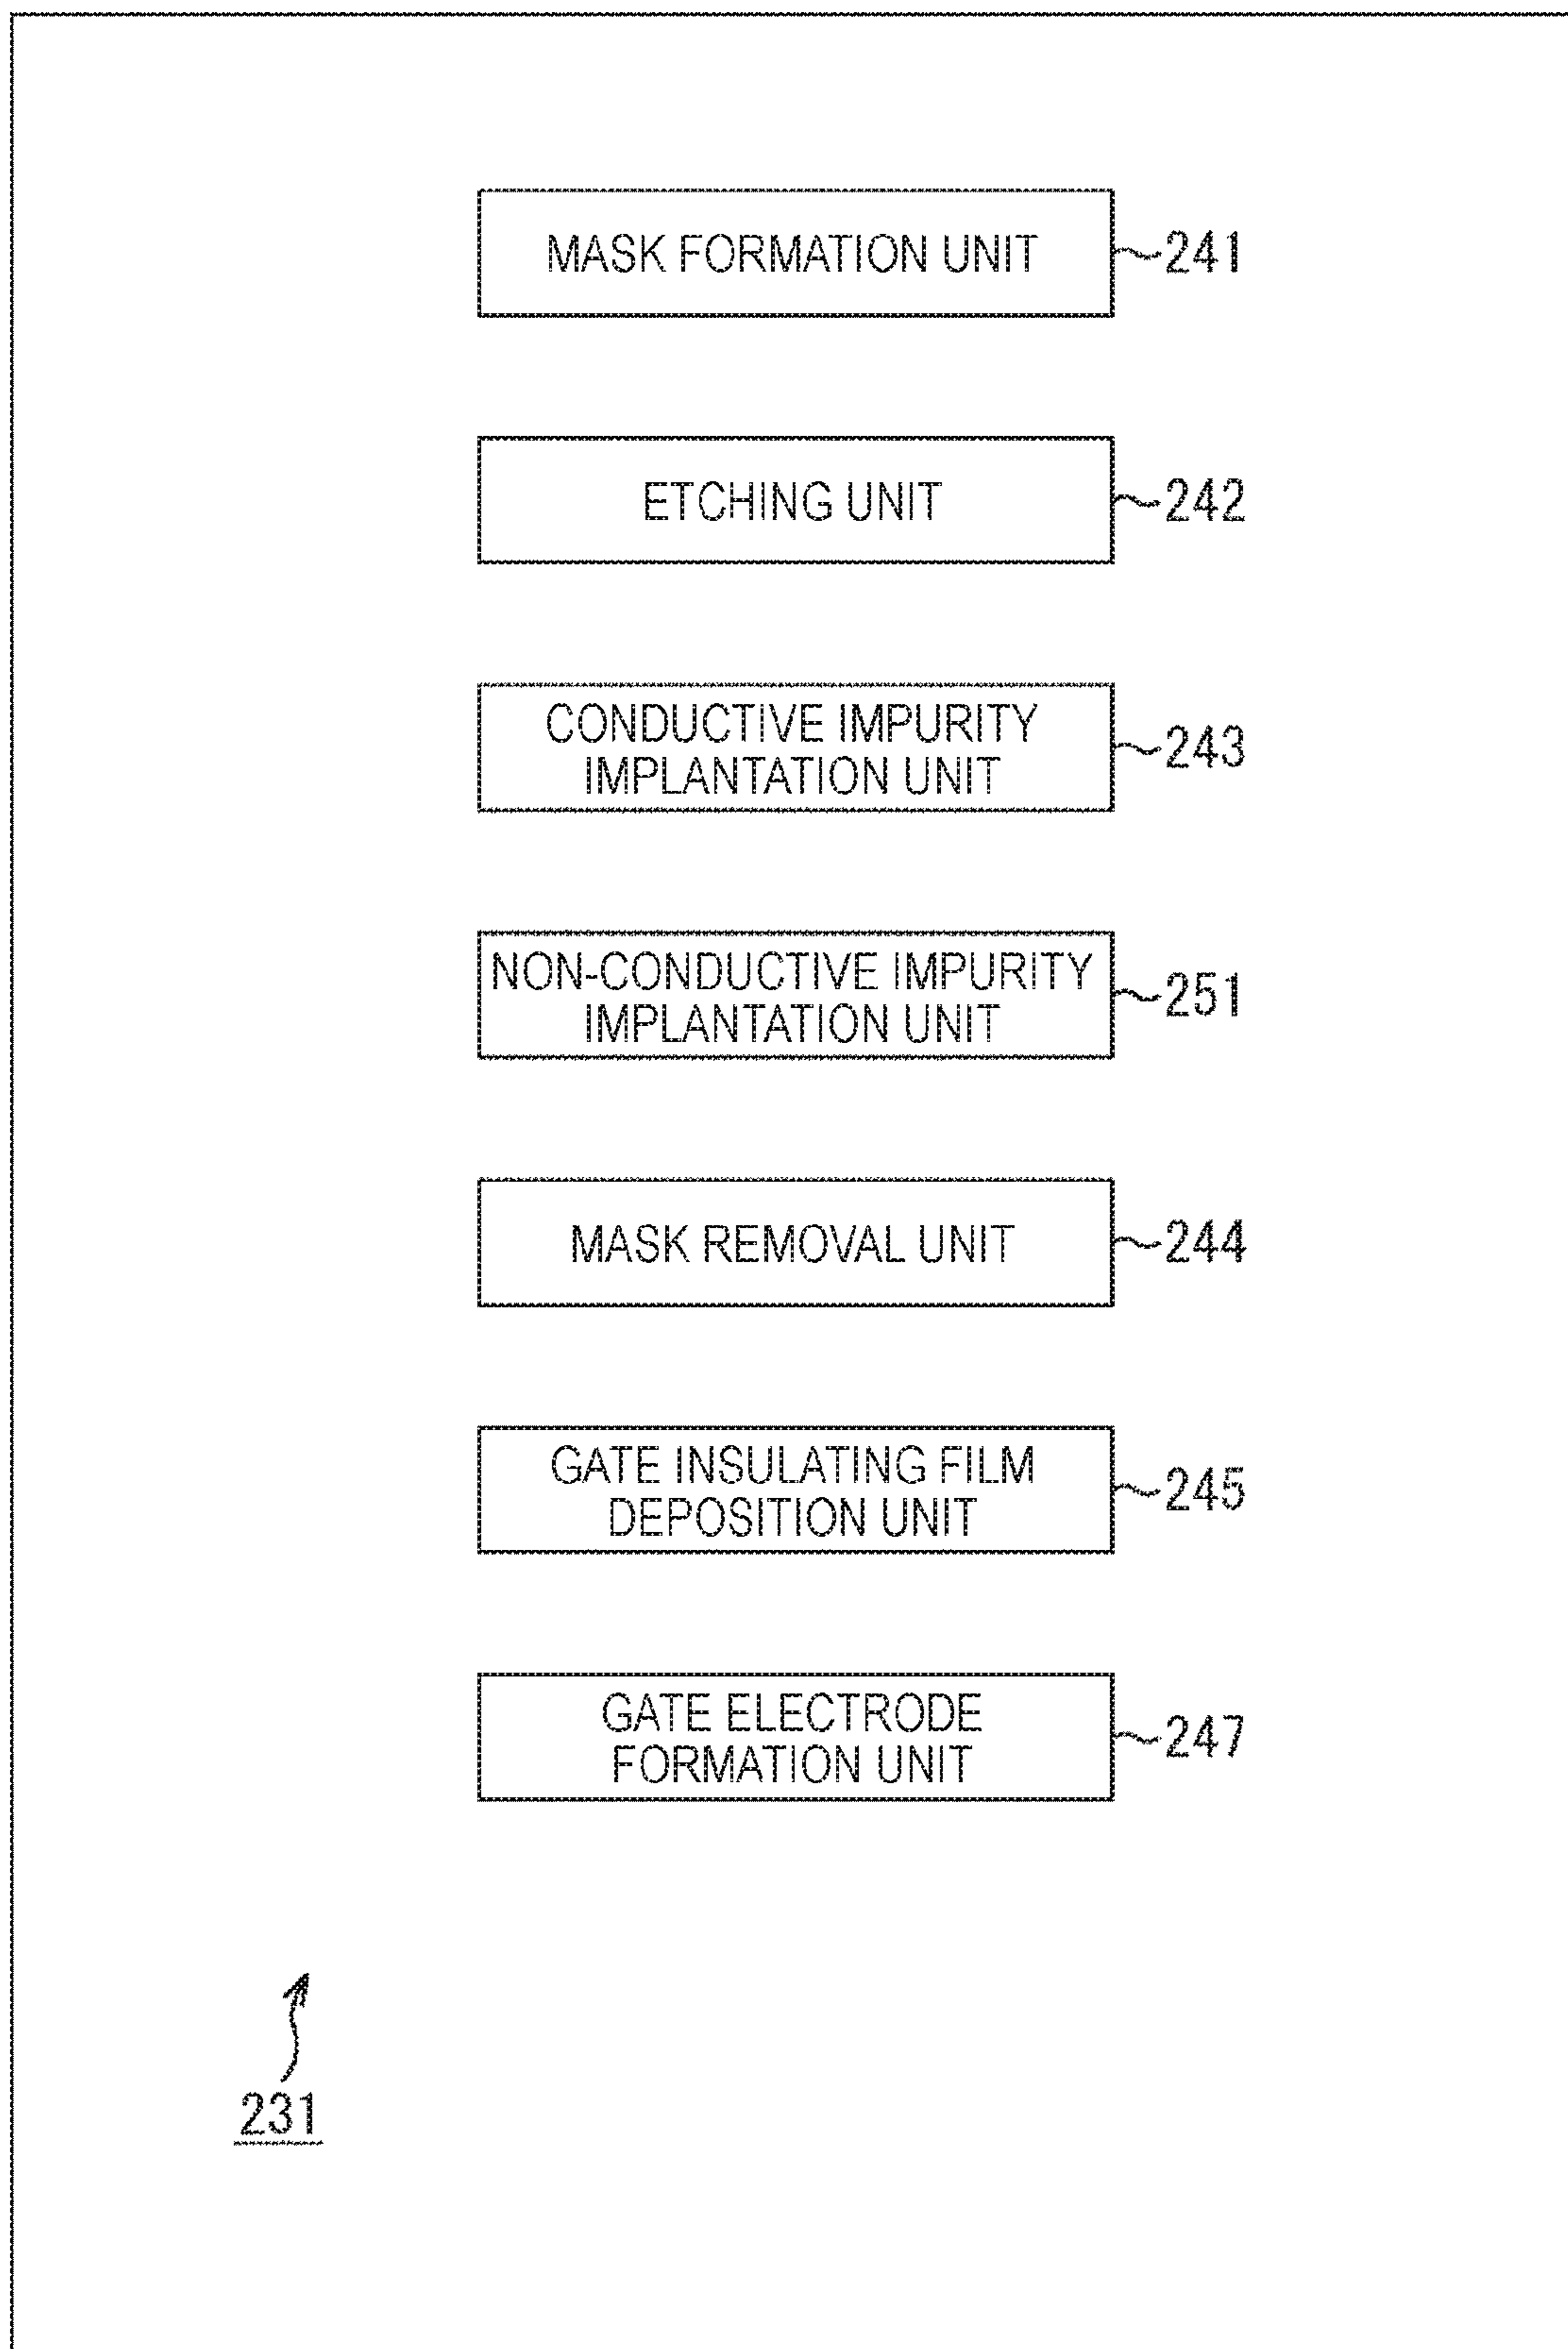 MASK FORMATION UNIT
241
ETCHING UNIT
242
CONDUCTIVE IMPURITY
IMPLANTATION UNIT
243
NON-CONDUCTIVE IMPURITY
IMPLANTATION UNIT
251
MASK REMOVAL UNIT
244
GATE INSULATING FILM
DEPOSITION UNIT
245
GATE ELECTRODE
FORMATION UNIT
247
231